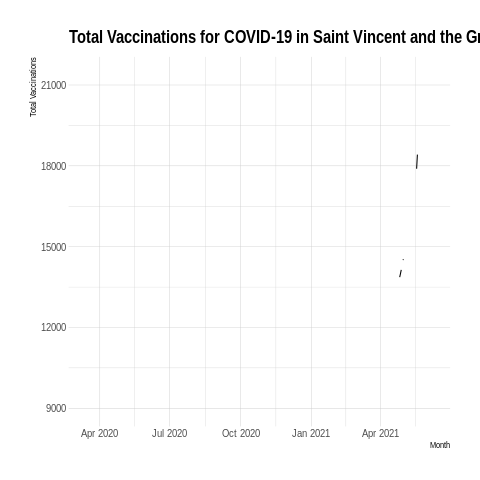 Total Vaccinations for COVID-19 in Saint Vincent and the Gr
Total Vaccinations
21000
18000
15000
12000
9000
Apr 2020 Jul 2020 Oct 2020 Jan 2021 Apr 2021
Month